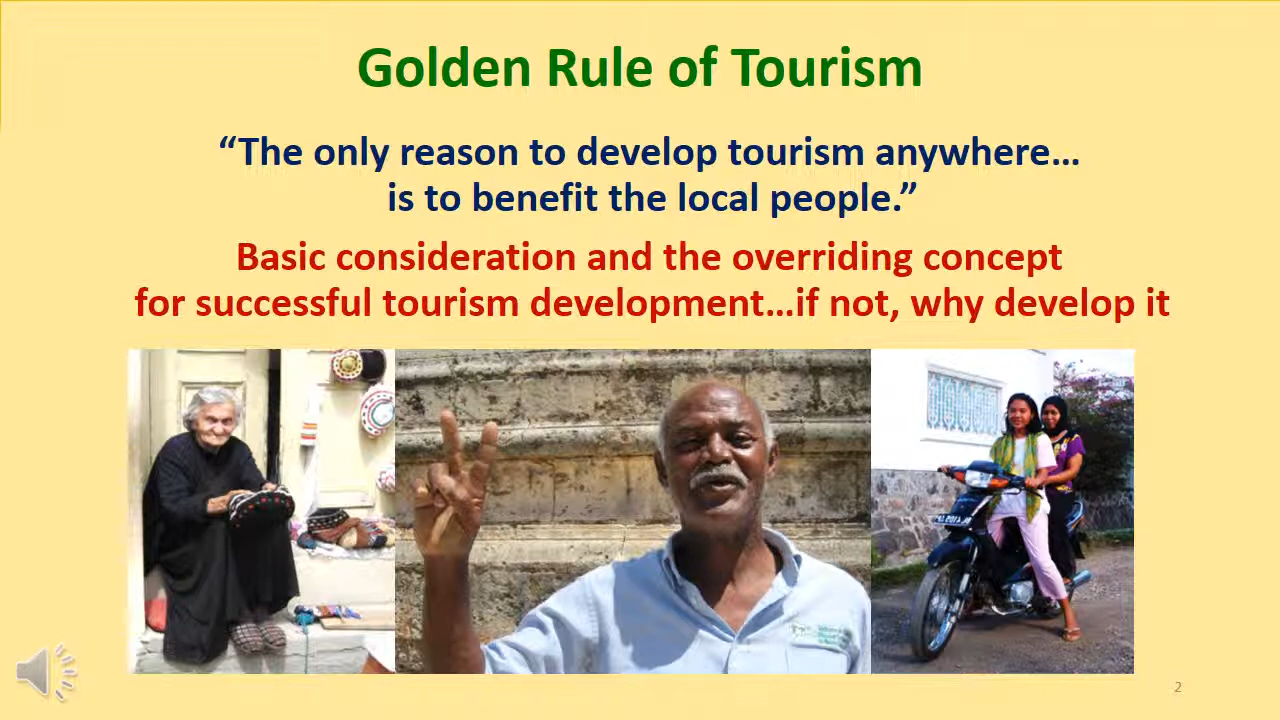 Golden Rule of Tourism
“The only reason to develop tourism anywhere…
is to benefit the local people.”
Basic consideration and the overriding concept
for successful tourism development…if not, why develop it
2